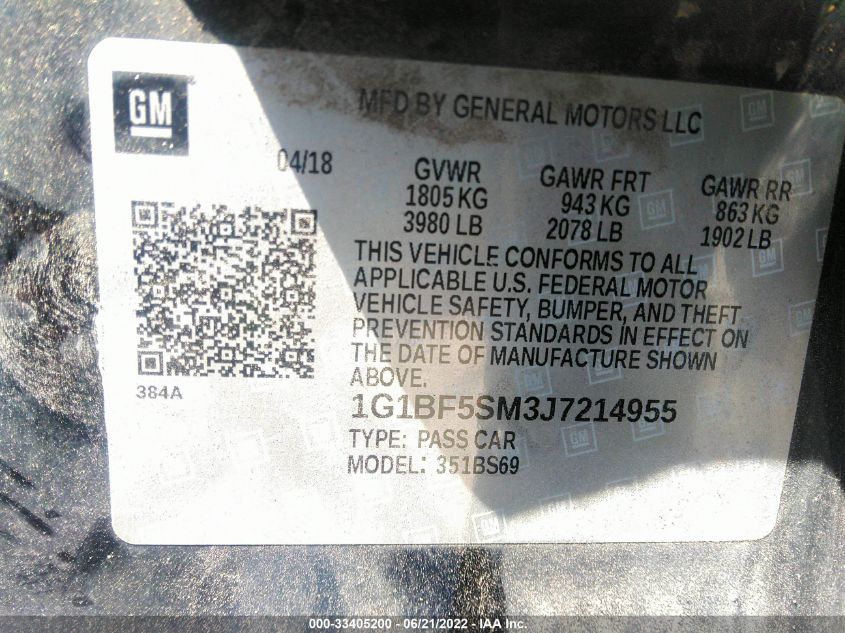 GM
MFD BY GENERAL MOTORS LLC
04/18
GVWR
1805 KG
3980 LB
GAWR FRT
943 KG
2078 LB
GAWR RR
863 KG
1902 LB
THIS VEHICLE CONFORMS TO ALL
APPLICABLE U.S. FEDERAL MOTOR
VEHICLE SAFETY, BUMPER, AND THEFT
PREVENTION STANDARDS IN EFFECT ON
THE DATE OF MANUFACTURE SHOWN
ABOVE.
384A
1G1BF5SM3J7214955
TYPE: PASS CAR
MODEL: 351BS69
000-33405200 - 06/21/2022 - IAA Inc.